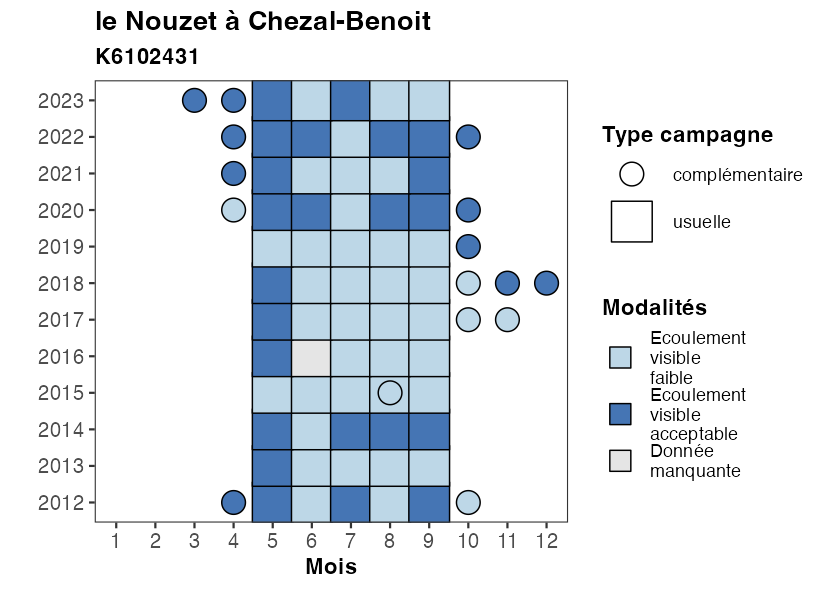 le Nouzet à Chezal-Benoit
K6102431
2023
2022
2021
2020
2019
2018
2017
2016
2015
2014
2013
2012
1 2 3 4 5 6 7 8 9 10 11 12
Mois
Type campagne
complémentaire
usuelle
Modalités
Ecoulement
visible
faible
Ecoulement
visible
acceptable
Donnée
manquante